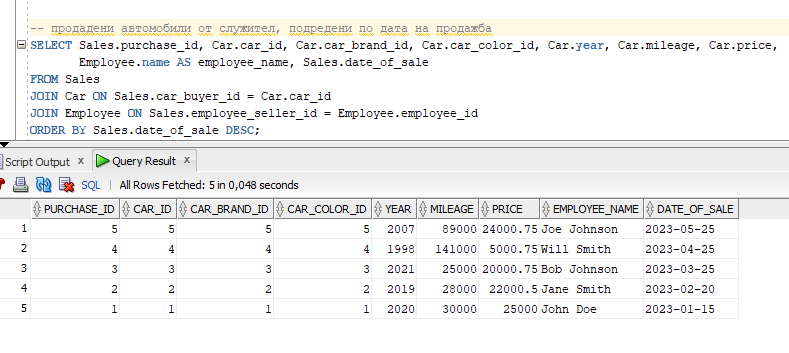 -- продадени автомобили от служител, подредени по дата на продажба
SELECT Sales.purchase_id, Car.car_id, Car.car_brand_id, Car.car_color_id, Car.year, Car.mileage, Car.price,
Employee.name AS employee_name, Sales.date_of_sale
FROM Sales
JOIN Car ON Sales.car_buyer_id = Car.car_id
JOIN Employee ON Sales.employee_seller_id = Employee.employee_id
ORDER BY Sales.date_of_sale DESC;
Script Output x Query Result x
SQL | All Rows Fetched: 5 in 0,048 seconds
PURCHASE_ID CAR_ID CAR_BRAND_ID CAR_COLOR_ID YEAR MILEAGE PRICE EMPLOYEE_NAME DATE_OF_SALE
1 5 5 5 5 2007 89000 24000.75 Joe Johnson 2023-05-25
2 4 4 4 4 1998 141000 5000.75 Will Smith 2023-04-25
3 3 3 3 3 2021 25000 20000.75 Bob Johnson 2023-03-25
4 2 2 2 2 2019 28000 22000.5 Jane Smith 2023-02-20
5 1 1 1 1 2020 30000 25000 John Doe 2023-01-15